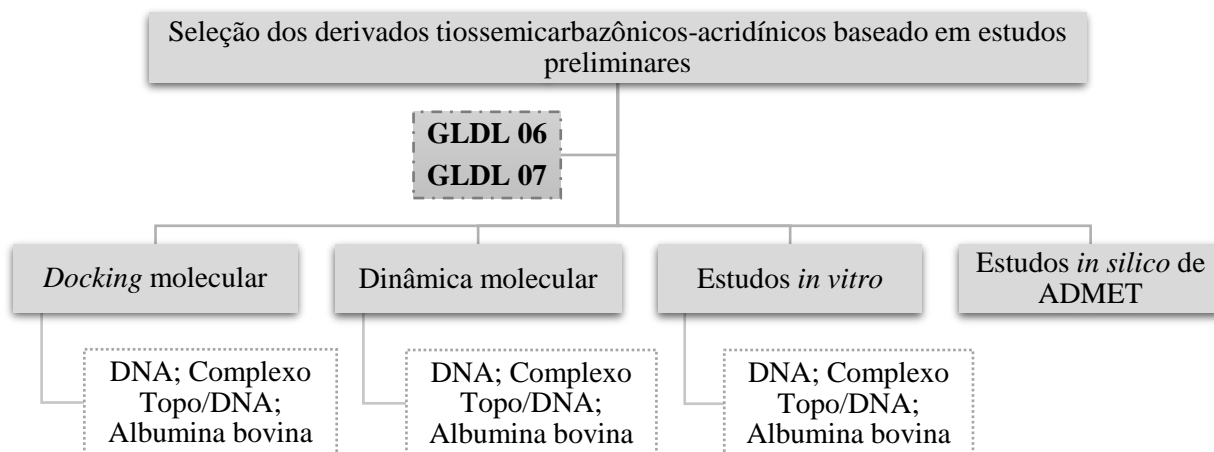 Seleção dos derivados tiossemicarbazônicos-acridínicos baseado em estudos
preliminares
GLDL 06
GLDL 07
Docking molecular
Dinâmica molecular
Estudos in vitro
Estudos in silico de
ADMET
DNA; Complexo
Topo/DNA;
Albumina bovina
DNA; Complexo
Topo/DNA;
Albumina bovina
DNA; Complexo
Topo/DNA;
Albumina bovina